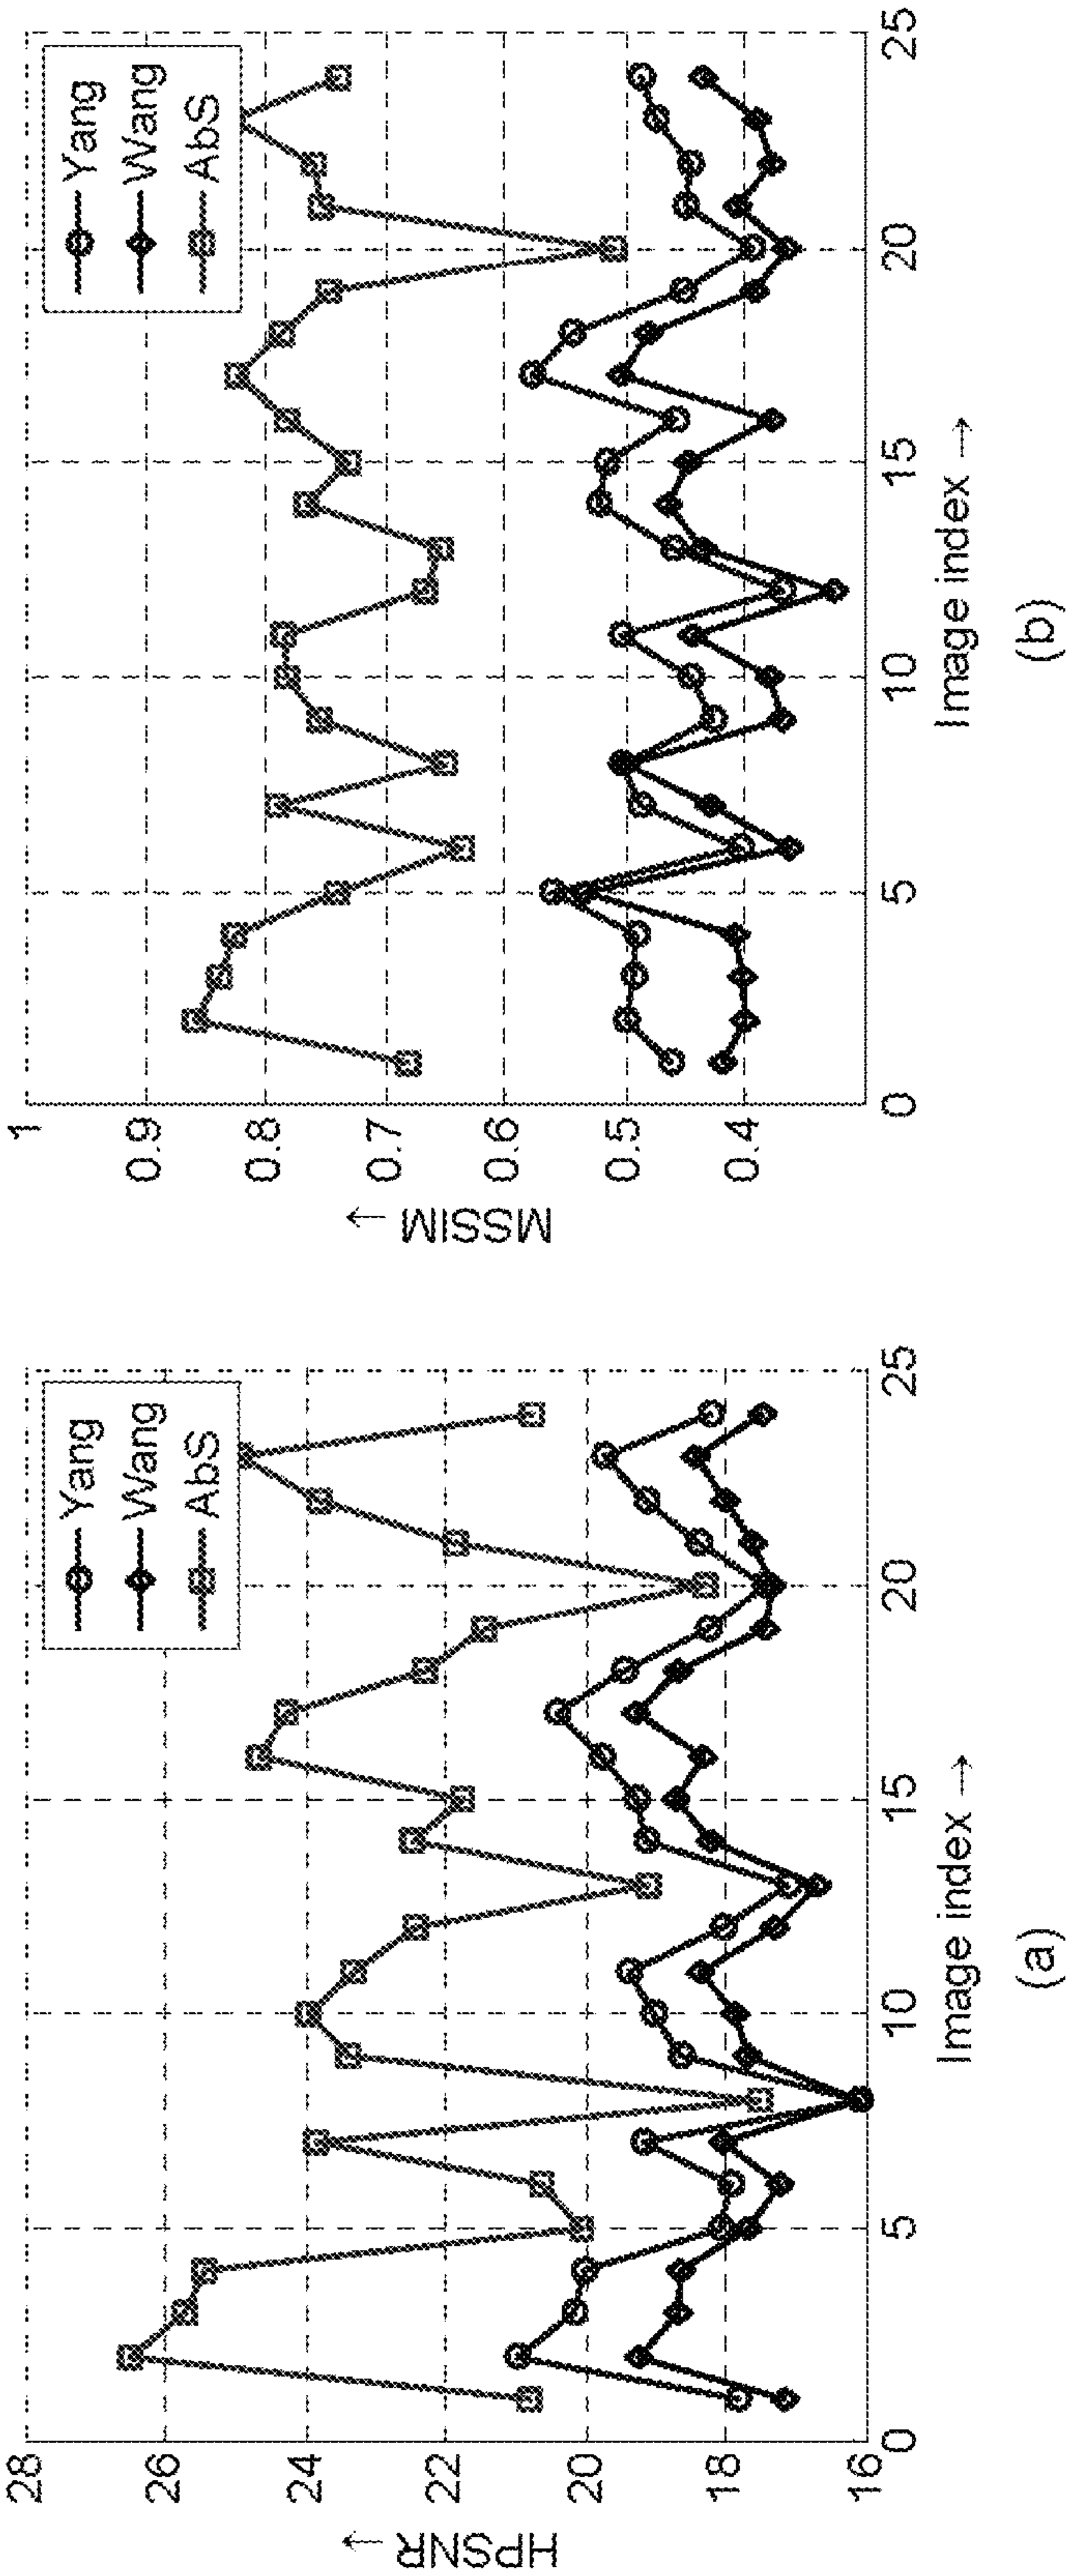 28
26
24
22
20
18
16
HPSNR →
0
5
10
15
20
25
Image index →
Yang
Wang
AbS
(a)
1
0.9
0.8
0.7
0.6
0.5
0.4
MSSIM →
0
5
10
15
20
25
Image index →
Yang
Wang
AbS
(b)